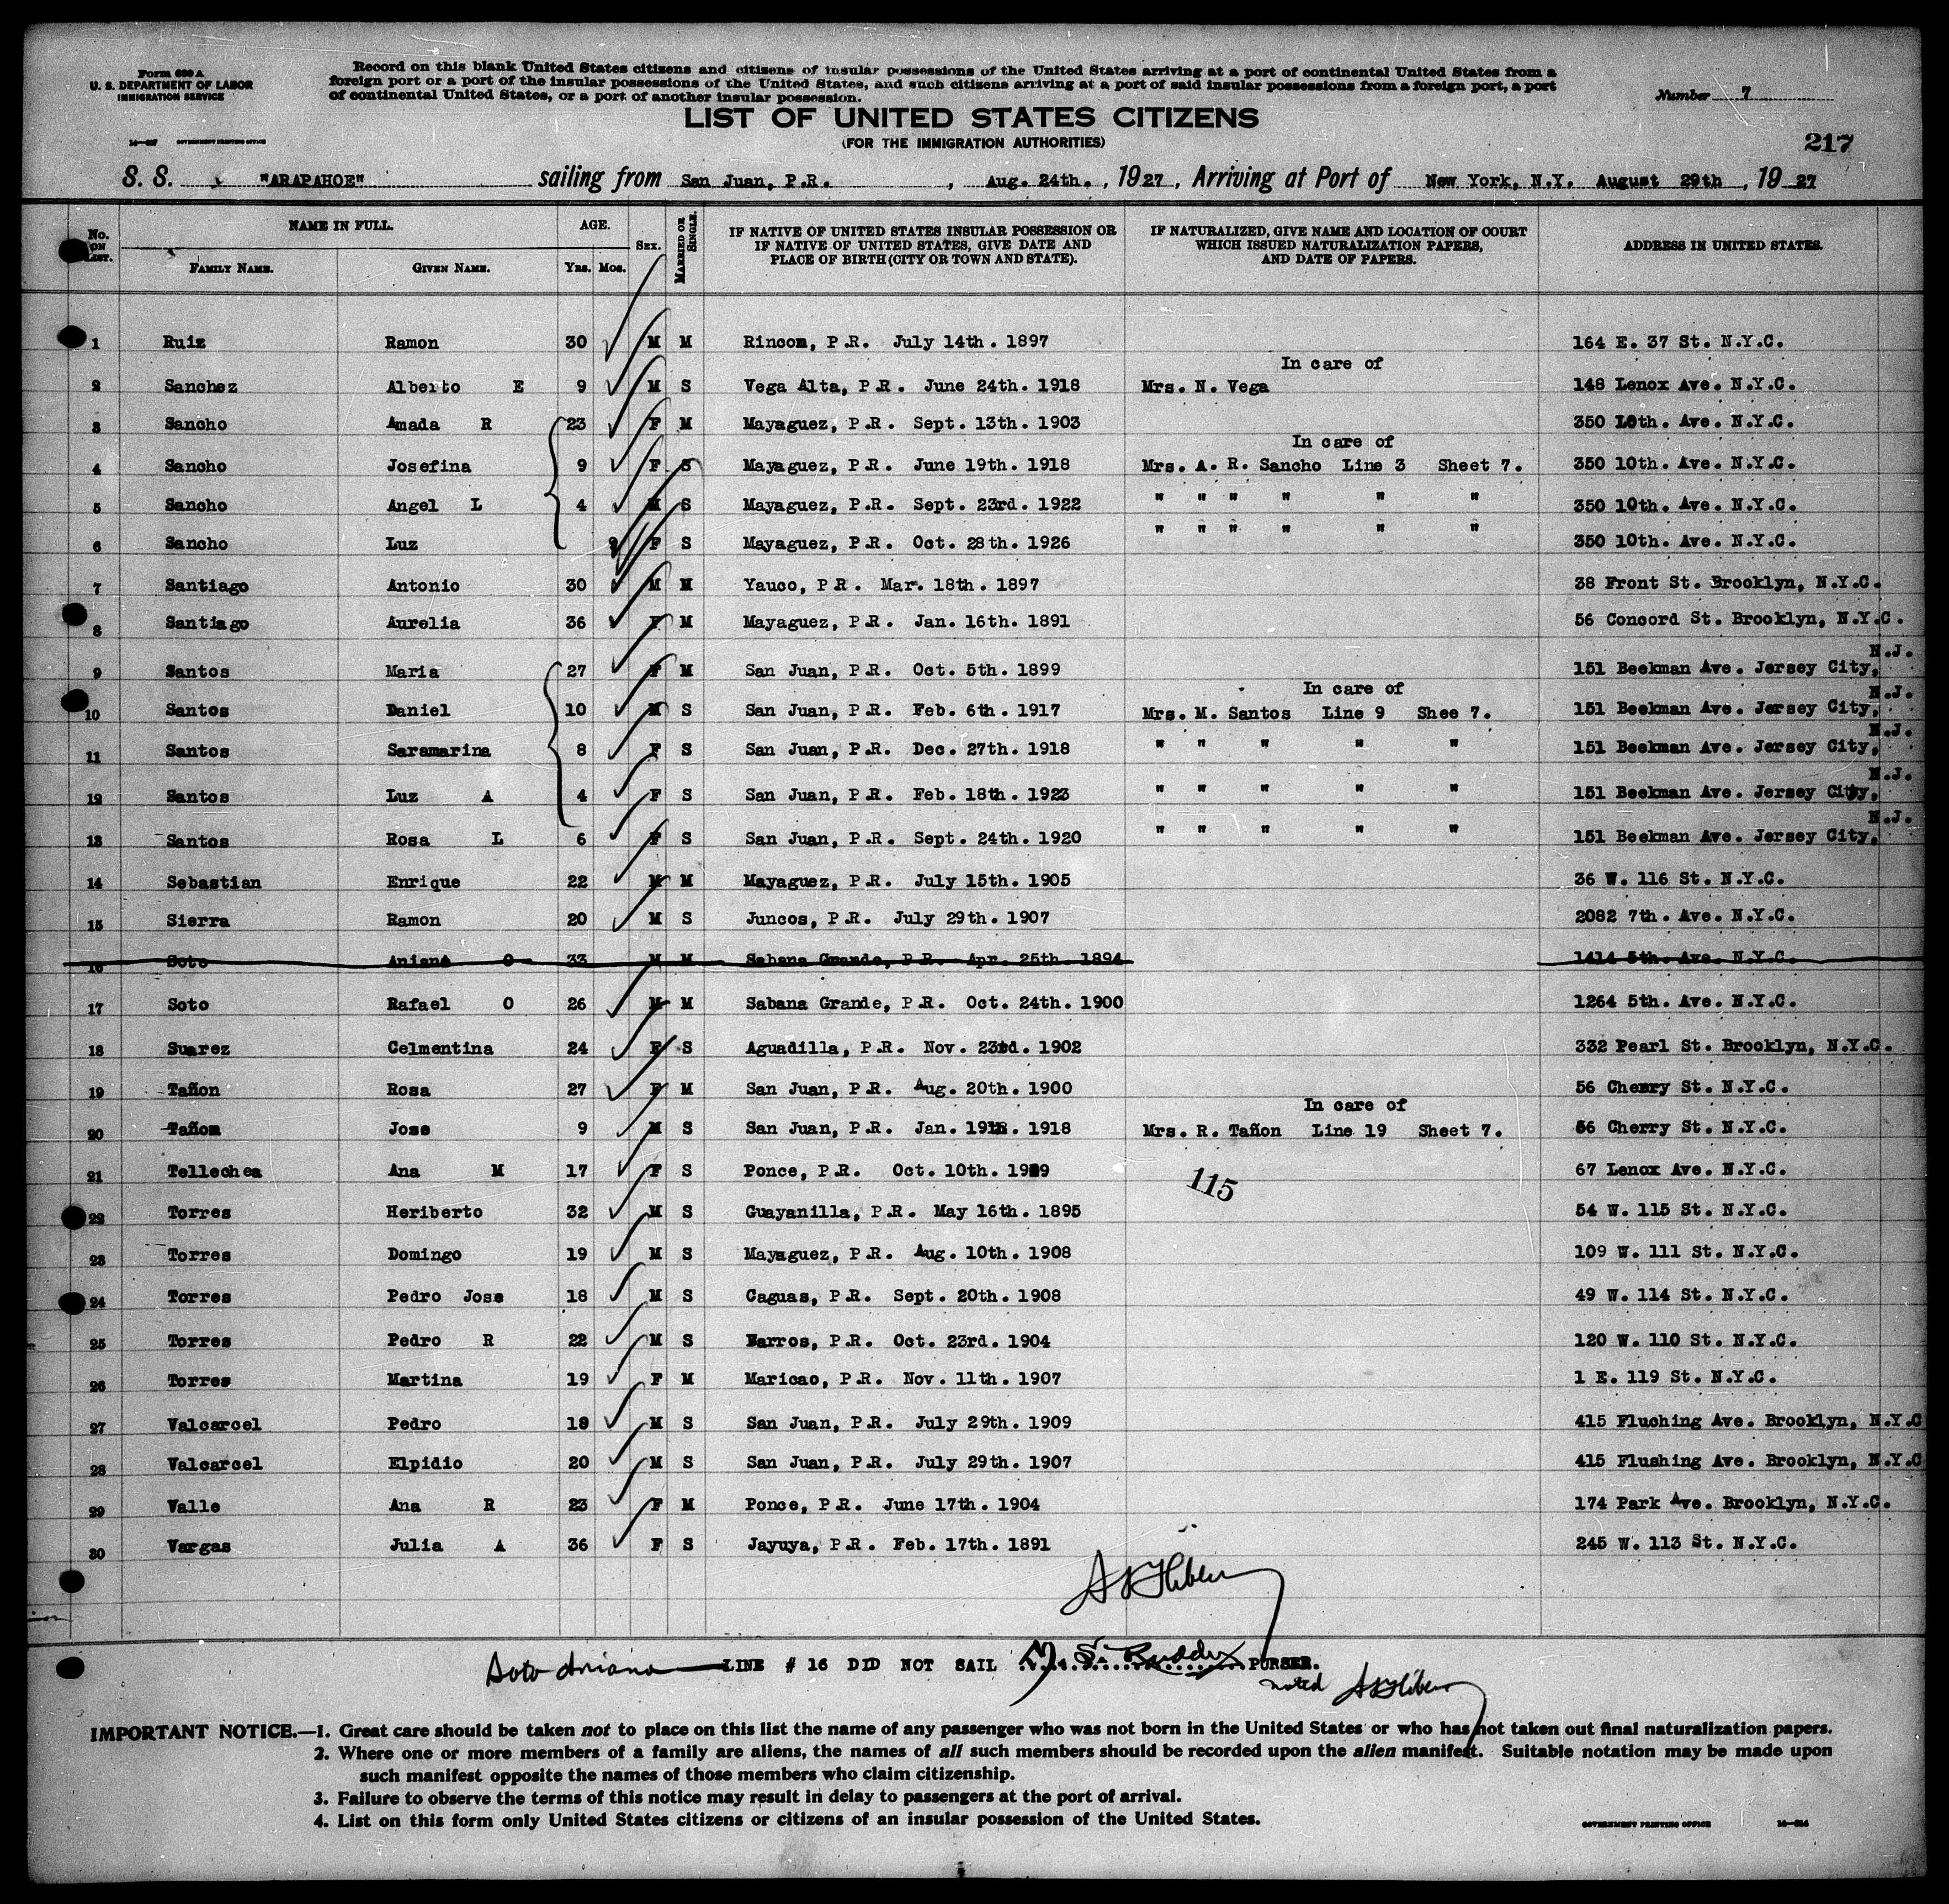 Form 630 A
U. S. DEPARTMENT OF LABOR
IMMIGRATION SERVICE
Record on this blank United States citizens and citizens of insular possessions of the United States arriving at a port of continental United States from a
foreign port or a port of the insular possessions of the United States, and such citizens arriving at a port of said insular possessions from a foreign port, a port
of continental United States, or a port of another insular possession.
Number 7
LIST OF UNITED STATES CITIZENS
(FOR THE IMMIGRATION AUTHORITIES)
GOVERNMENT PRINTING OFFICE
217
S. S. "ARAPAHOE" sailing from San Juan, P.R. , Aug. 24th. , 1927 , Arriving at Port of New York, N.Y. August 29th , 19 27
No. ON LIST. NAME IN FULL. AGE. Sex. MARRIED OR SINGLE. IF NATIVE OF UNITED STATES INSULAR POSSESSION OR IF NATIVE OF UNITED STATES, GIVE DATE AND PLACE OF BIRTH (CITY OR TOWN AND STATE). IF NATURALIZED, GIVE NAME AND LOCATION OF COURT WHICH ISSUED NATURALIZATION PAPERS, AND DATE OF PAPERS. ADDRESS IN UNITED STATES.
FAMILY NAME. GIVEN NAME. YRS. MOS.
1 Ruiz Ramon 30 M M Rincon, P.R. July 14th. 1897 164 E. 37 St. N.Y.C.
In care of
2 Sanchez Alberto E 9 M S Vega Alta, P.R. June 24th. 1918 Mrs. N. Vega 148 Lenox Ave. N.Y.C.
3 Sancho Amada R 23 F M Mayaguez, P.R. Sept. 13th. 1903 350 10th. Ave. N.Y.C.
In care of
4 Sancho Josefina 9 F S Mayaguez, P.R. June 19th. 1918 Mrs. A. R. Sancho Line 3 Sheet 7. 350 10th. Ave. N.Y.C.
5 Sancho Angel L 4 M S Mayaguez, P.R. Sept. 23rd. 1922 " " " " " " 350 10th. Ave. N.Y.C.
6 Sancho Luz F S Mayaguez, P.R. Oct. 28th. 1926 " " " " " " 350 10th. Ave. N.Y.C.
7 Santiago Antonio 30 M M Yauco, P.R. Mar. 18th. 1897 38 Front St. Brooklyn, N.Y.C.
8 Santiago Aurelia 36 F M Mayaguez, P.R. Jan. 16th. 1891 56 Concord St. Brooklyn, N.Y.C.
9 Santos Maria 27 F M San Juan, P.R. Oct. 5th. 1899 151 Beekman Ave. Jersey City, N.J.
In care of
10 Santos Daniel 10 M S San Juan, P.R. Feb. 6th. 1917 Mrs. M. Santos Line 9 Shee 7. 151 Beekman Ave. Jersey City, N.J.
11 Santos Saramarina 8 F S San Juan, P.R. Dec. 27th. 1918 " " " " " 151 Beekman Ave. Jersey City, N.J.
12 Santos Luz A 4 F S San Juan, P.R. Feb. 18th. 1923 " " " " " 151 Beekman Ave. Jersey City, N.J.
13 Santos Rosa L 6 F S San Juan, P.R. Sept. 24th. 1920 " " " " " 151 Beekman Ave. Jersey City, N.J.
14 Sebastian Enrique 22 M M Mayaguez, P.R. July 15th. 1905 36 W. 116 St. N.Y.C.
15 Sierra Ramon 20 M S Juncos, P.R. July 29th. 1907 2082 7th. Ave. N.Y.C.
16 Soto Aniana O 33 M M Sabana Grande, P.R. Apr. 25th. 1894 1414 5th. Ave. N.Y.C.
17 Soto Rafael O 26 M M Sabana Grande, P.R. Oct. 24th. 1900 1264 5th. Ave. N.Y.C.
18 Suarez Celmentina 24 F S Aguadilla, P.R. Nov. 23rd. 1902 332 Pearl St. Brooklyn, N.Y.C.
19 Tañon Rosa 27 F M San Juan, P.R. Aug. 20th. 1900 56 Cherry St. N.Y.C.
In care of
20 Tañon Jose 9 M S San Juan, P.R. Jan. 1918 Mrs. R. Tañon Line 19 Sheet 7. 56 Cherry St. N.Y.C.
21 Tellechea Ana M 17 F S Ponce, P.R. Oct. 10th. 67 Lenox Ave. N.Y.C.
115
22 Torres Heriberto 32 M S Guayanilla, P.R. May 16th. 1895 54 W. 115 St. N.Y.C.
23 Torres Domingo 19 M S Mayaguez, P.R. Aug. 10th. 1908 109 W. 111 St. N.Y.C.
24 Torres Pedro Jose 18 M S Caguas, P.R. Sept. 20th. 1908 49 W. 114 St. N.Y.C.
25 Torres Pedro R 22 M S Barros, P.R. Oct. 23rd. 1904 120 W. 110 St. N.Y.C.
26 Torres Martina 19 F M Maricao, P.R. Nov. 11th. 1907 1 E. 119 St. N.Y.C.
27 Valcarcel Pedro 18 M S San Juan, P.R. July 29th. 1909 415 Fluching Ave. Brooklyn, N.Y.C
28 Valcarcel Elpidio 20 M S San Juan, P.R. July 29th. 1907 415 Flushing Ave. Brooklyn, N.Y.C
29 Valle Ana R 23 F M Ponce, P.R. June 17th. 1904 174 Park Ave. Brooklyn, N.Y.C.
30 Vargas Julia A 36 F S Jayuya, P.R. Feb. 17th. 1891 245 W. 113 St. N.Y.C.
Soto Aniana LINE # 16 DID NOT SAIL PURSER.
noted
IMPORTANT NOTICE.—1. Great care should be taken not to place on this list the name of any passenger who was not born in the United States or who has not taken out final naturalization papers.
2. Where one or more members of a family are aliens, the names of all such members should be recorded upon the alien manifest. Suitable notation may be made upon
such manifest opposite the names of those members who claim citizenship.
3. Failure to observe the terms of this notice may result in delay to passengers at the port of arrival.
4. List on this form only United States citizens or citizens of an insular possession of the United States.
GOVERNMENT PRINTING OFFICE